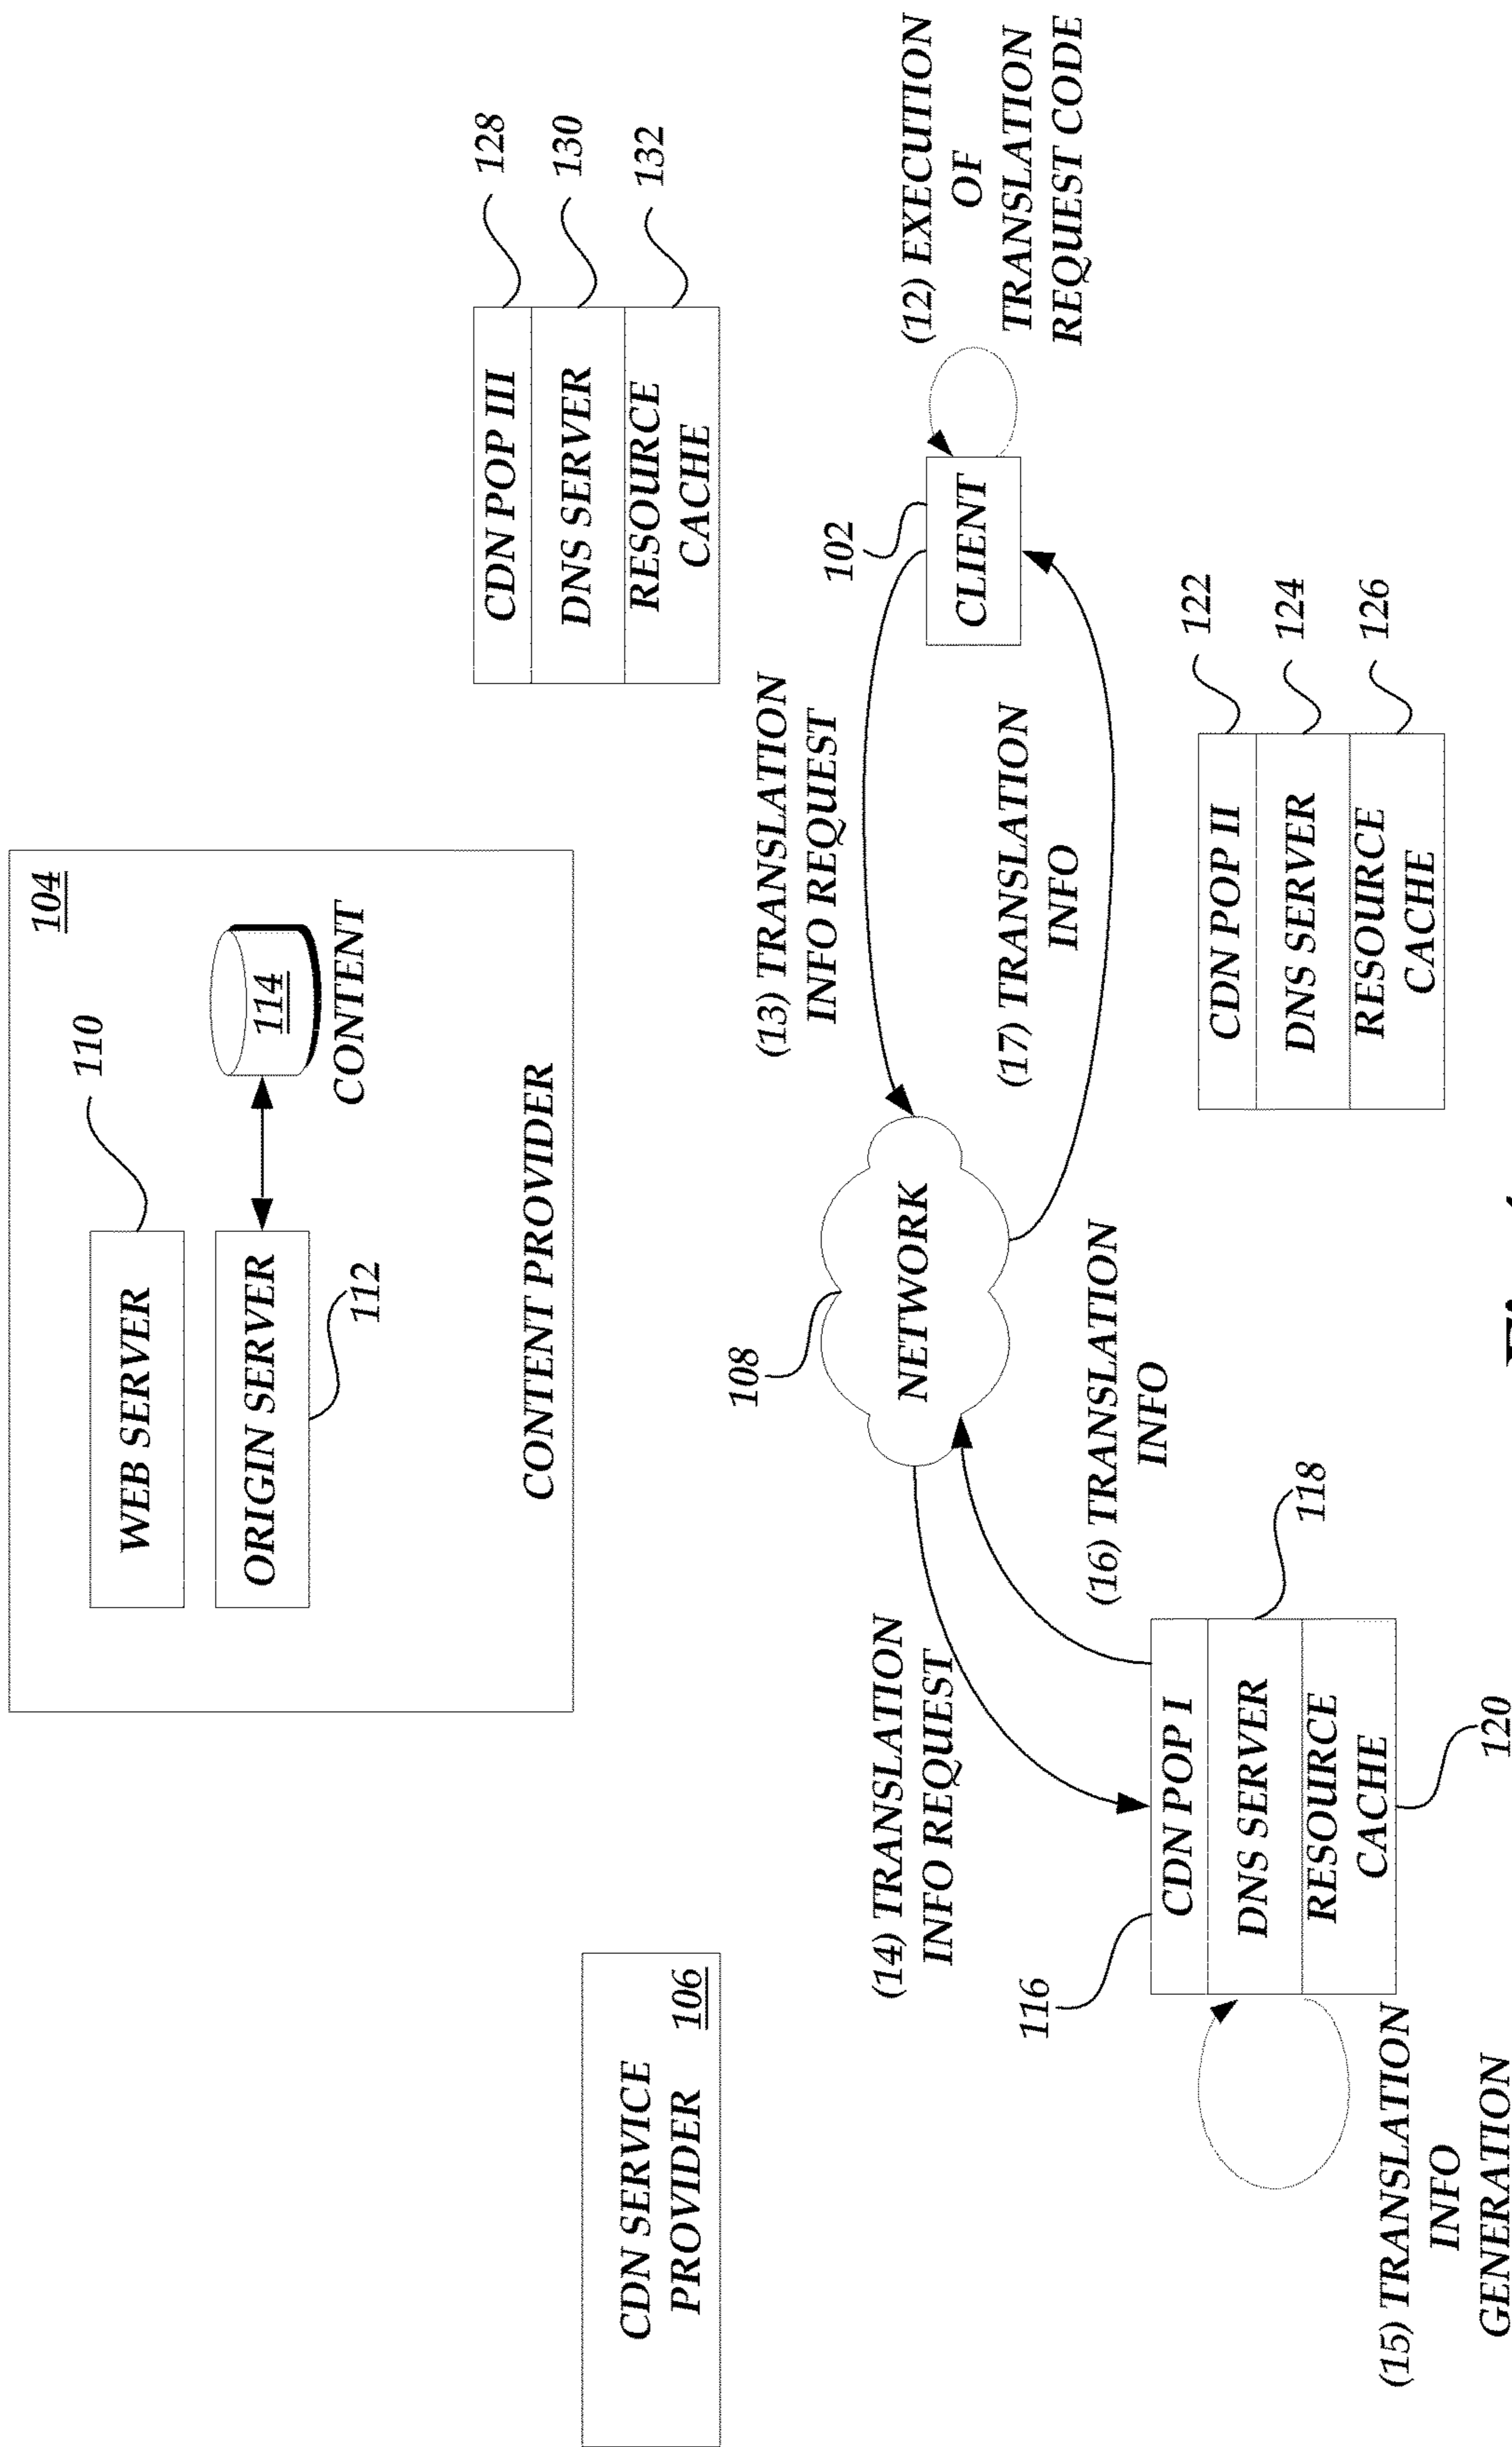 104
WEB SERVER
110
ORIGIN SERVER
112
114
CONTENT
CONTENT PROVIDER
CDN SERVICE
PROVIDER
106
CDN POP III
128
DNS SERVER
130
RESOURCE
CACHE
132
108
NETWORK
(13) TRANSLATION
INFO REQUEST
102
CLIENT
(12) EXECUTION
OF
TRANSLATION
REQUEST CODE
(14) TRANSLATION
INFO REQUEST
(17) TRANSLATION
INFO
(16) TRANSLATION
INFO
116
CDN POP I
DNS SERVER
118
RESOURCE
CACHE
120
(15) TRANSLATION
INFO
GENERATION
CDN POP II
122
DNS SERVER
124
RESOURCE
CACHE
126